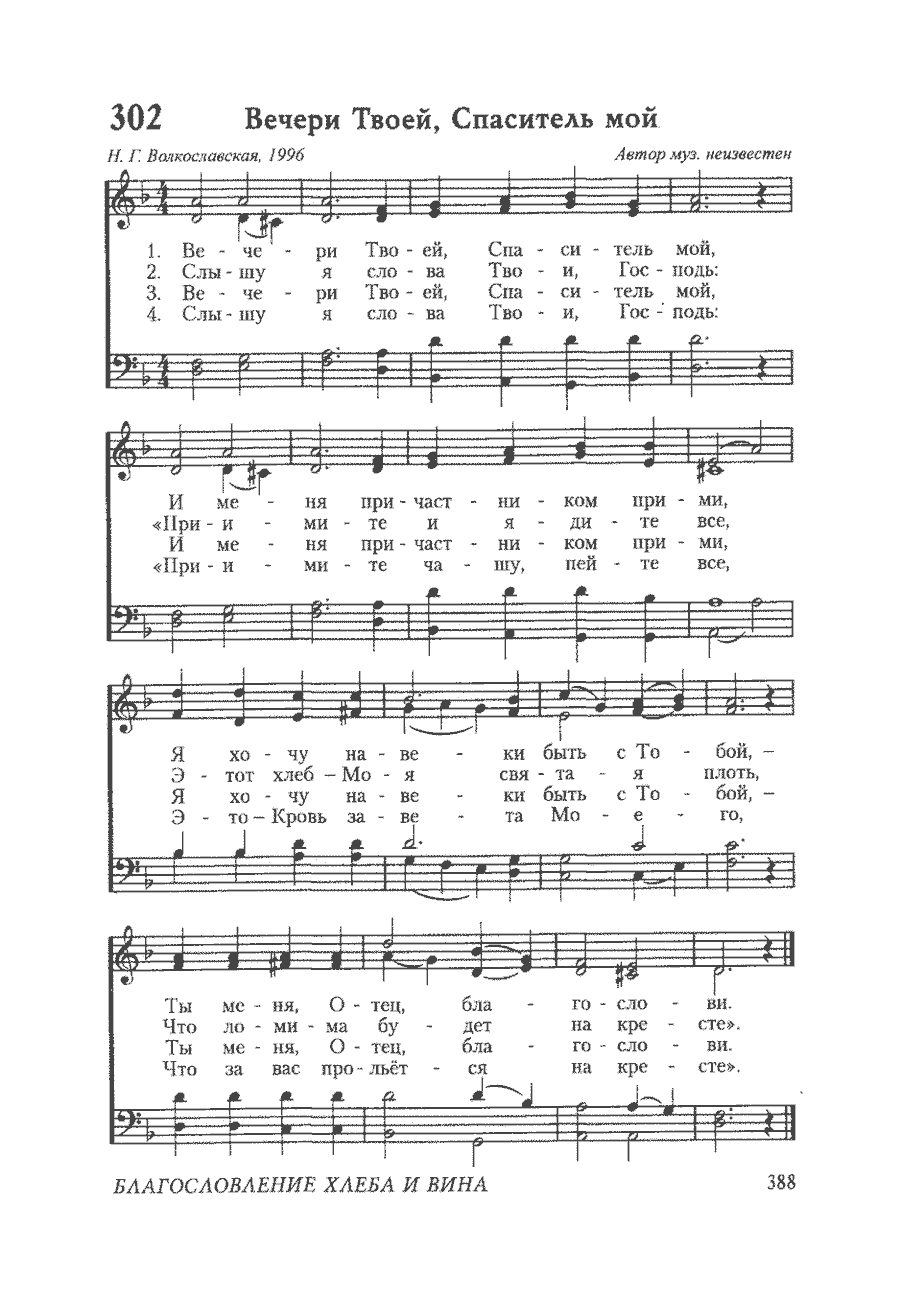 302 Вечери Твоей, Спаситель мой
Н. Г. Волкославская, 1996 Автор муз. неизвестен
1. Ве - че - ри Тво - ей, Спа - си - тель мой,
2. Слы - шу я сло - ва Тво - и, Гос - подь:
3. Ве - че - ри Тво - ей, Спа - си - тель мой,
4. Слы - шу я сло - ва Тво - и, Гос - подь:
И ме - ня при - част - ни - ком при - ми,
«При - и - ми - те и я - ди - те все,
И ме - ня при - част - ни - ком при - ми,
«При - и - ми - те ча - шу, пей - те все,
Я хо - чу на - ве - ки быть с То - бой, –
Э - тот хлеб – Мо - я свя - та - я плоть,
Я хо - чу на - ве - ки быть с То - бой, –
Э - то – Кровь за - ве - та Мо - е - го,
Ты ме - ня, О - тец, бла - го - сло - ви.
Что ло - ми - ма бу - дет на кре - сте».
Ты ме - ня, О - тец, бла - го - сло - ви.
Что за вас про - льёт - ся на кре - сте».
БЛАГОСЛОВЛЕНИЕ ХЛЕБА И ВИНА 388